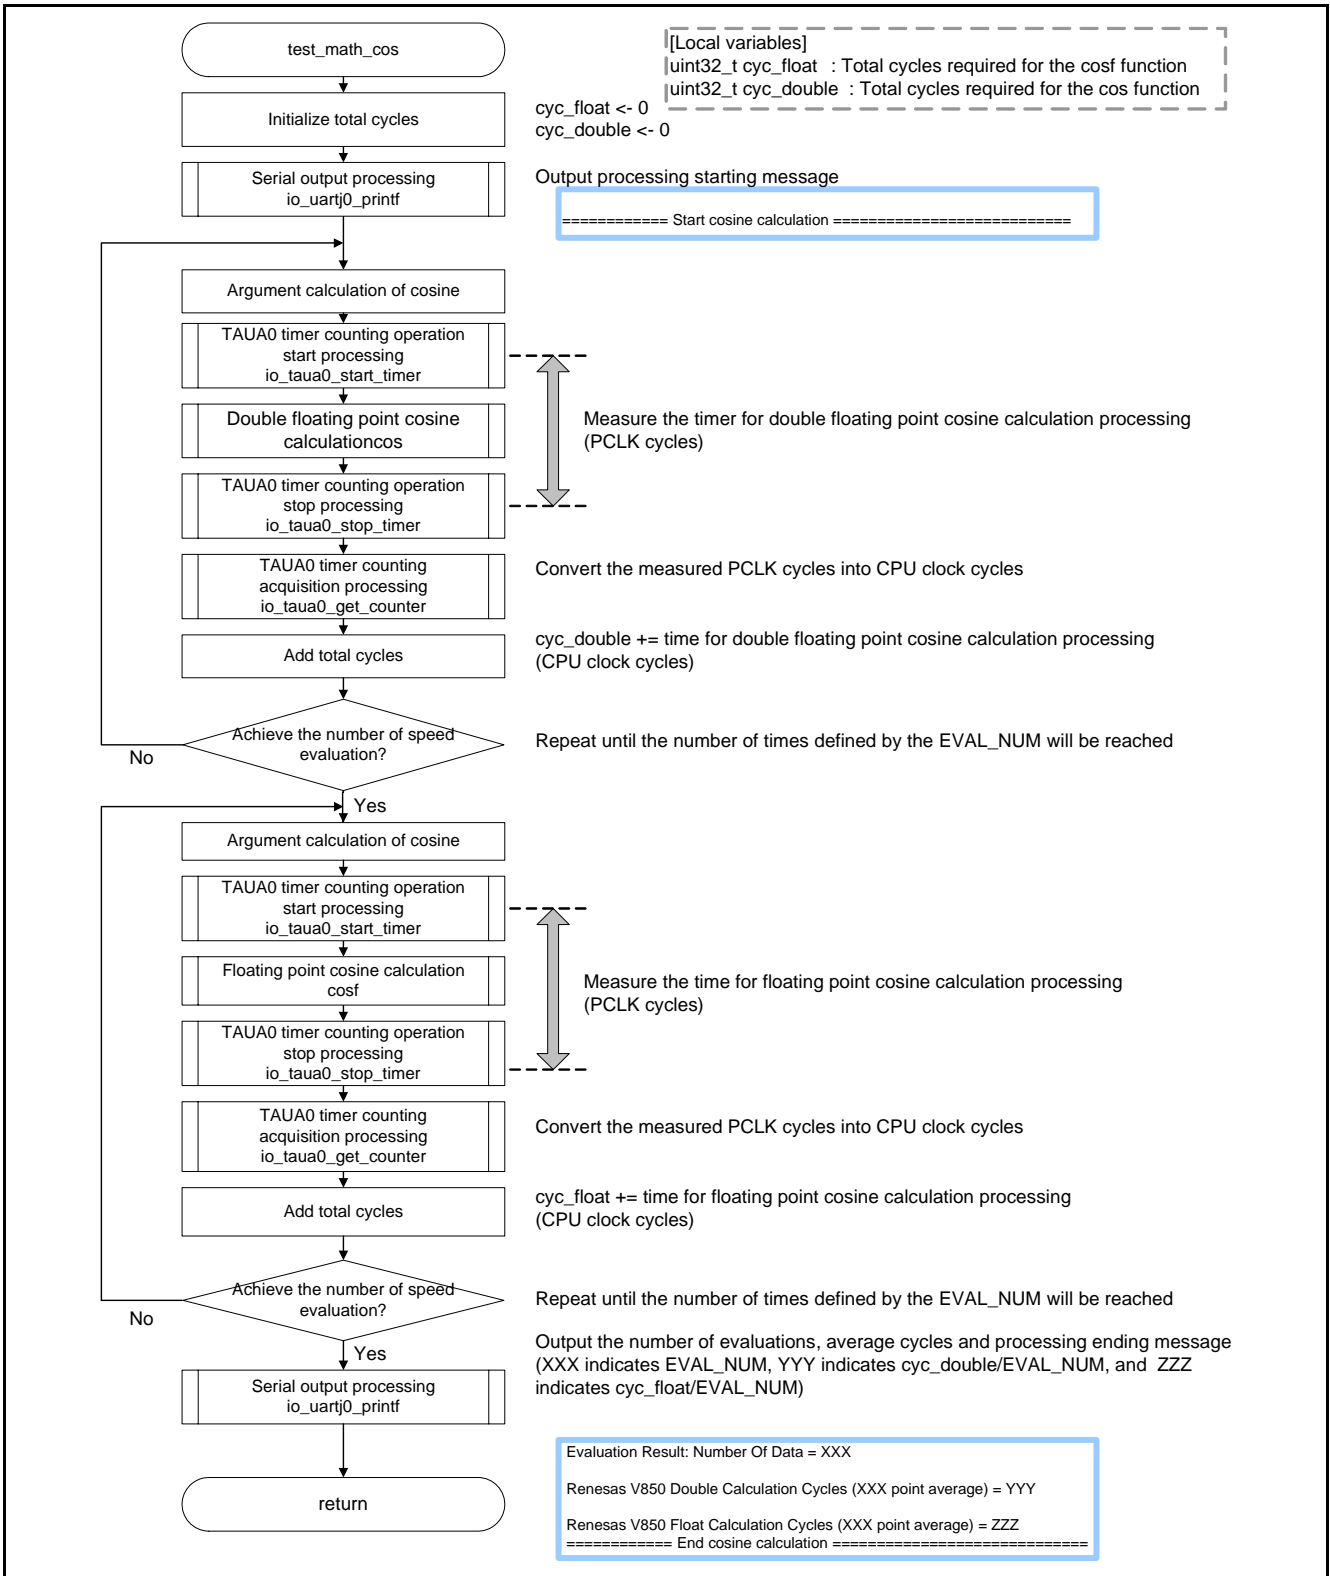 test_math_cos
[Local variables]
uint32_t cyc_float : Total cycles required for the cosf function
uint32_t cyc_double : Total cycles required for the cos function
Initialize total cycles
cyc_float <- 0
cyc_double <- 0
Serial output processing
io_uartj0_printf
Output processing starting message
============ Start cosine calculation ===========================
Argument calculation of cosine
TAUA0 timer counting operation
start processing
io_taua0_start_timer
Double floating point cosine
calculationcos
Measure the timer for double floating point cosine calculation processing
(PCLK cycles)
TAUA0 timer counting operation
stop processing
io_taua0_stop_timer
TAUA0 timer counting
acquisition processing
io_taua0_get_counter
Convert the measured PCLK cycles into CPU clock cycles
Add total cycles
cyc_double += time for double floating point cosine calculation processing
(CPU clock cycles)
Achieve the number of speed
evaluation?
No
Repeat until the number of times defined by the EVAL_NUM will be reached
Yes
Argument calculation of cosine
TAUA0 timer counting operation
start processing
io_taua0_start_timer
Floating point cosine calculation
cosf
Measure the time for floating point cosine calculation processing
(PCLK cycles)
TAUA0 timer counting operation
stop processing
io_taua0_stop_timer
TAUA0 timer counting
acquisition processing
io_taua0_get_counter
Convert the measured PCLK cycles into CPU clock cycles
Add total cycles
cyc_float += time for floating point cosine calculation processing
(CPU clock cycles)
Achieve the number of speed
evaluation?
No
Repeat until the number of times defined by the EVAL_NUM will be reached
Yes
Output the number of evaluations, average cycles and processing ending message
(XXX indicates EVAL_NUM, YYY indicates cyc_double/EVAL_NUM, and ZZZ
indicates cyc_float/EVAL_NUM)
Serial output processing
io_uartj0_printf
Evaluation Result: Number Of Data = XXX
Renesas V850 Double Calculation Cycles (XXX point average) = YYY
Renesas V850 Float Calculation Cycles (XXX point average) = ZZZ
============ End cosine calculation =============================
return